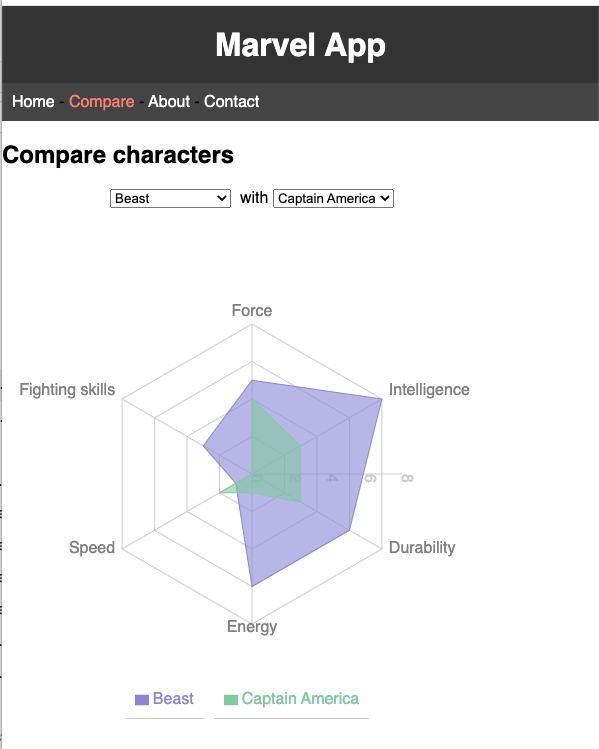 Marvel App
Home - Compare - About - Contact
Compare characters
Beast with Captain America
Force
Fighting skills
Intelligence
0 2 4 6 8
Speed
Durability
Energy
Beast Captain America